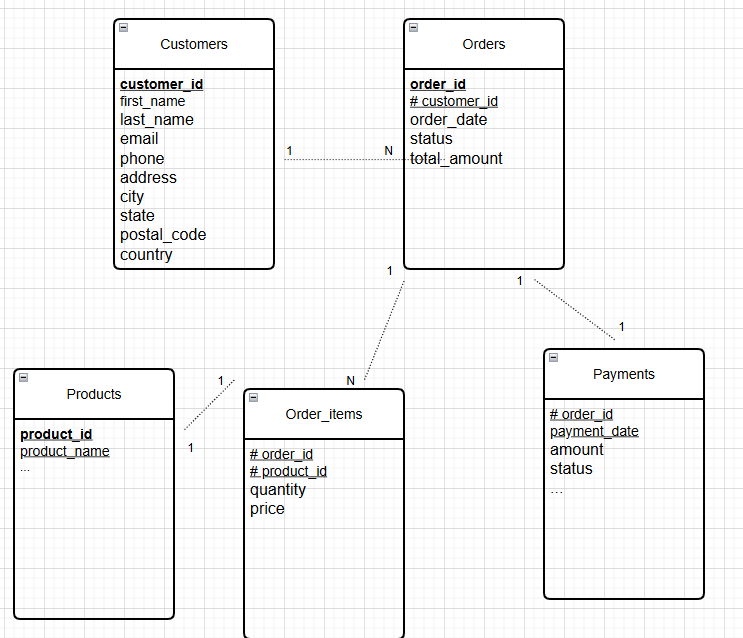 Customers
customer_id
first_name
last_name
email
phone
address
city
state
postal_code
country
1
N
Orders
order_id
# customer_id
order_date
status
total_amount
1
N
1
1
Products
product_id
product_name
...
1
1
Order_items
# order_id
# product_id
quantity
price
Payments
# order_id
payment_date
amount
status
...